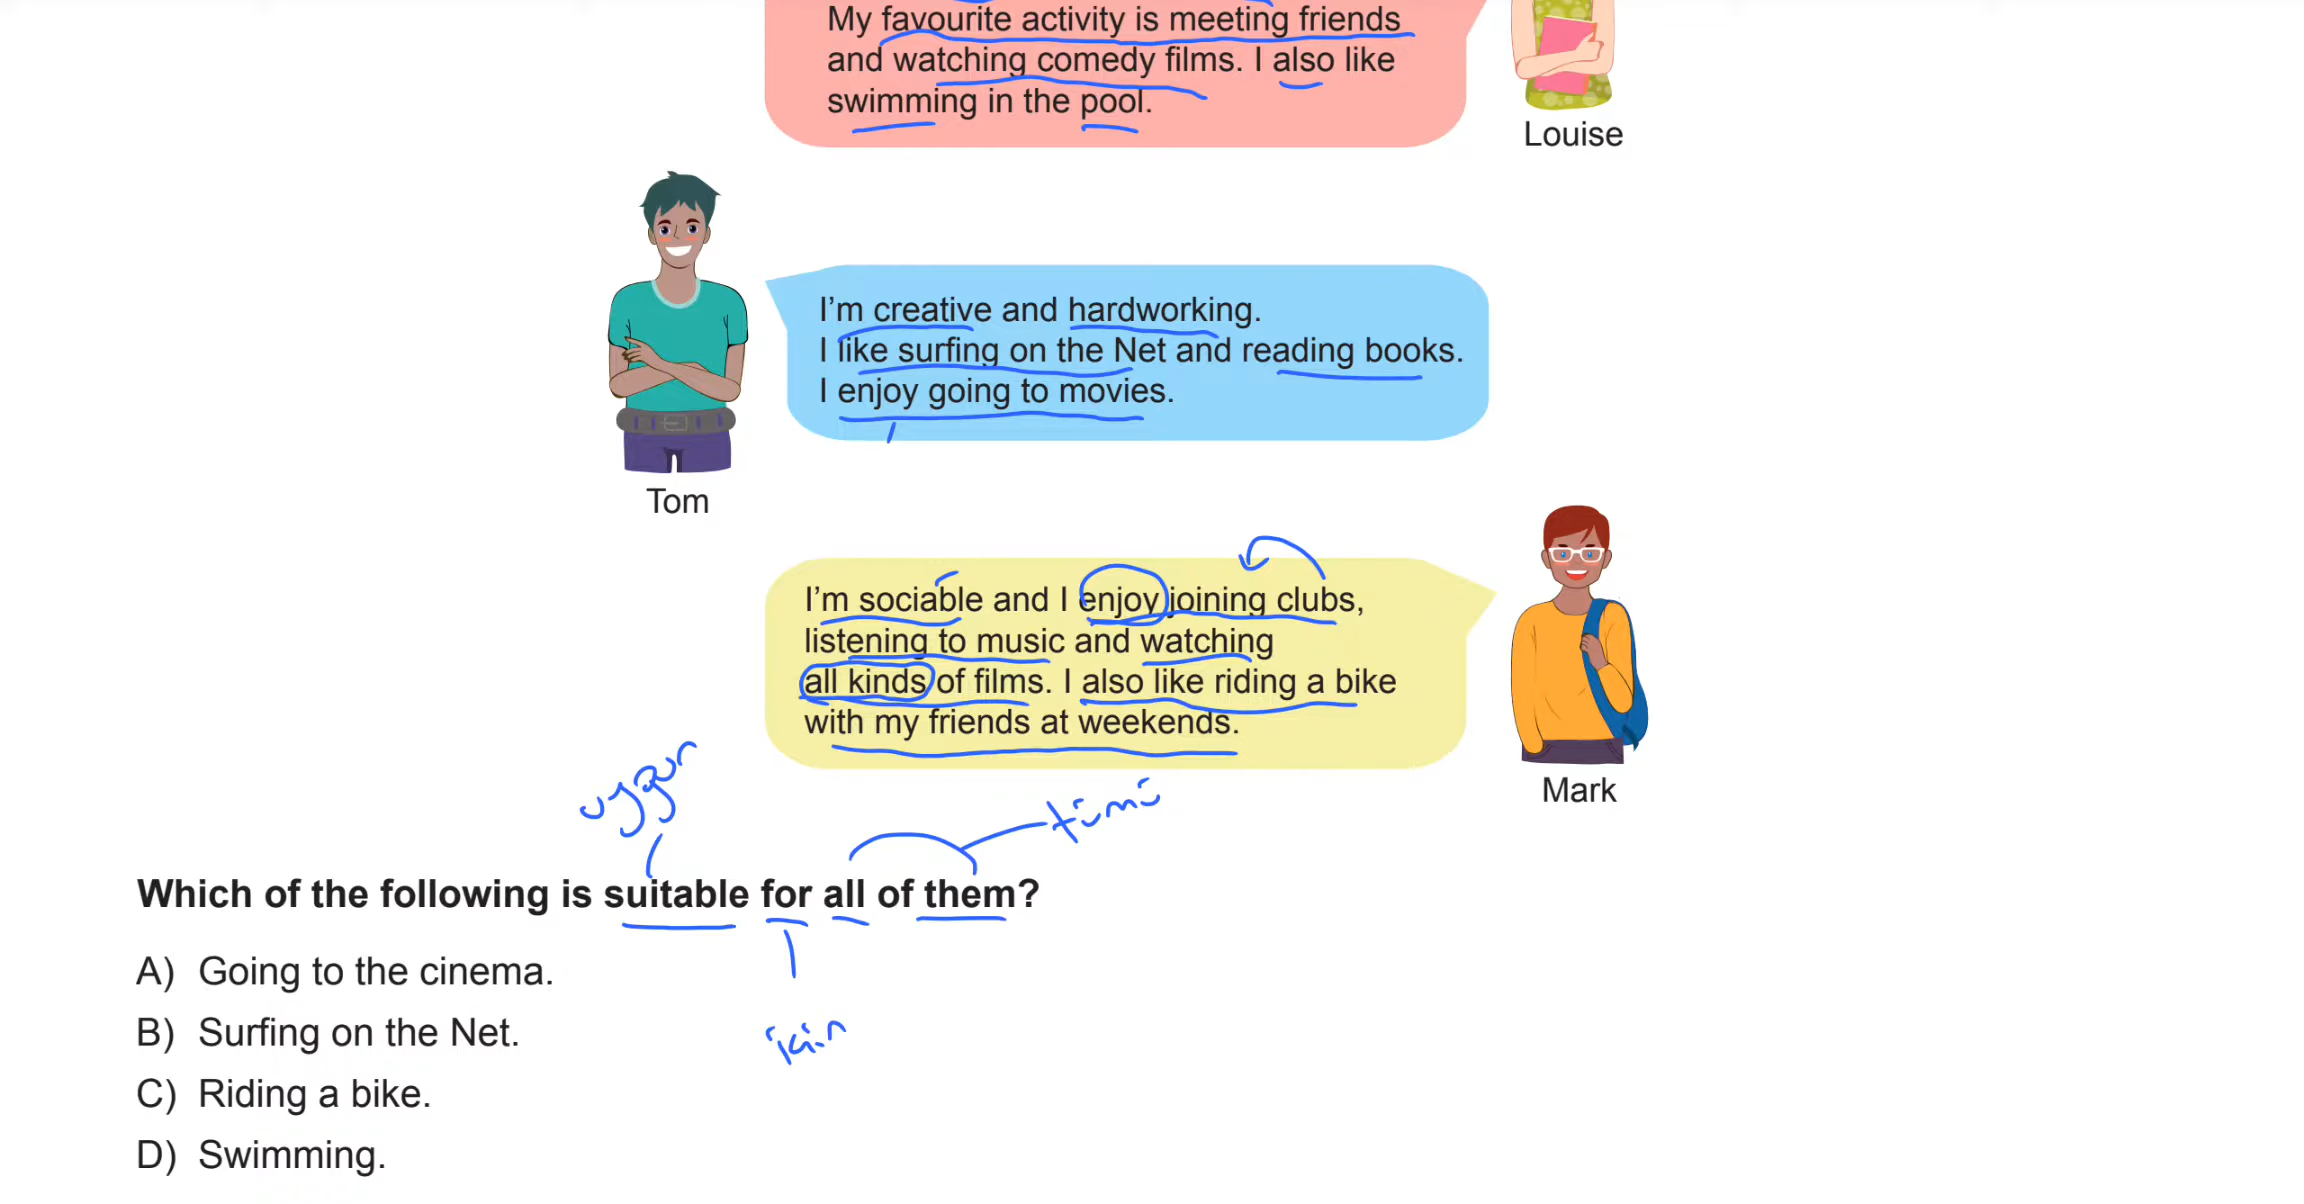 My favourite activity is meeting friends
and watching comedy films. I also like
swimming in the pool.
Louise
I'm creative and hardworking.
I like surfing on the Net and reading books.
I enjoy going to movies.
Tom
I'm sociable and I enjoy joining clubs,
listening to music and watching
all kinds of films. I also like riding a bike
with my friends at weekends.
Mark
uygun
tümü
Which of the following is suitable for all of them?
için
A) Going to the cinema.
B) Surfing on the Net.
C) Riding a bike.
D) Swimming.